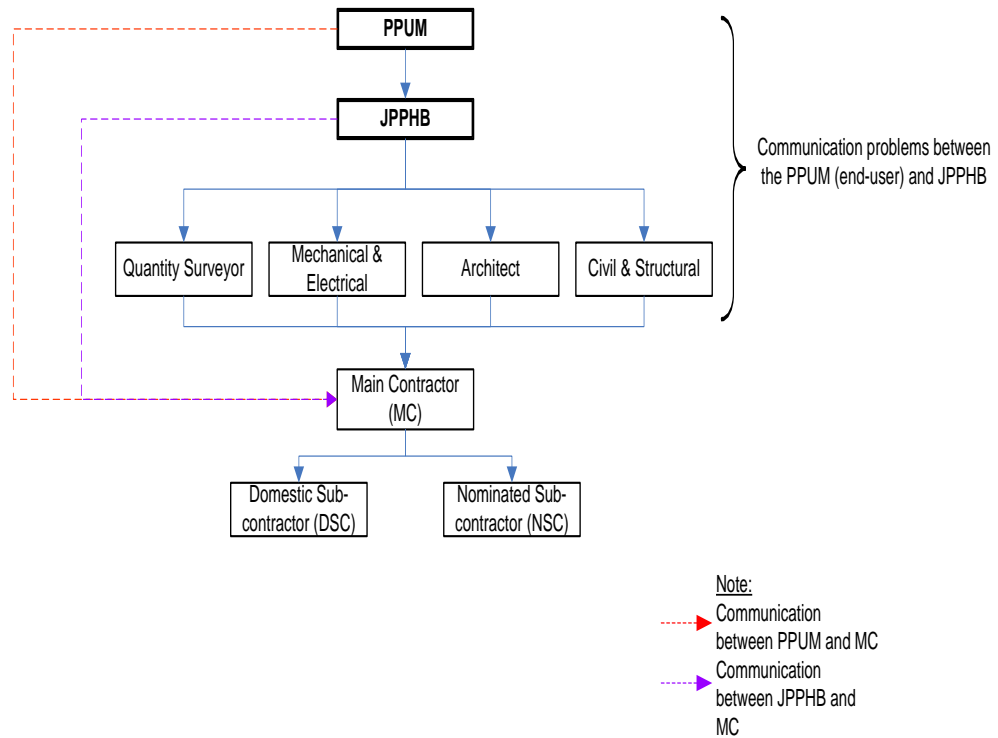 PPUM
JPPHB
Communication problems between
the PPUM (end-user) and JPPHB
Quantity Surveyor
Mechanical &
Electrical
Architect
Civil & Structural
Main Contractor
(MC)
Domestic Sub-
contractor (DSC)
Nominated Sub-
contractor (NSC)
Note:
Communication
between PPUM and MC
Communication
between JPPHB and
MC